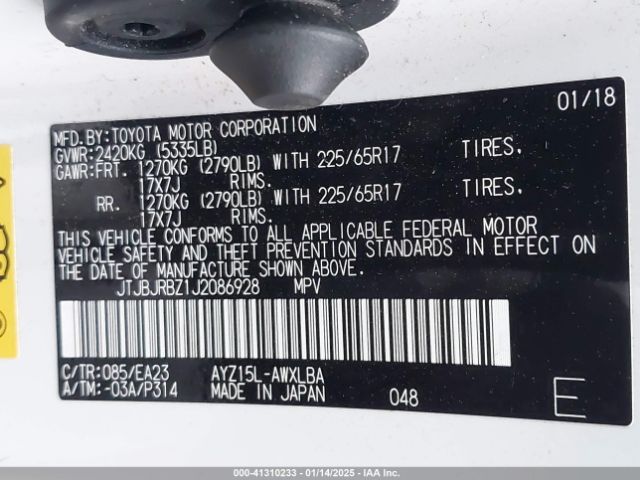 01/18
MFD.BY:TOYOTA MOTOR CORPORATION
GVWR:2420KG (5335LB)
GAWR:FRT. 1270KG (2790LB) WITH 225/65R17 TIRES,
17X7J RIMS.
RR. 1270KG (2790LB) WITH 225/65R17 TIRES,
17X7J RIMS.
THIS VEHICLE CONFORMS TO ALL APPLICABLE FEDERAL MOTOR
VEHICLE SAFETY AND THEFT PREVENTION STANDARDS IN EFFECT ON
THE DATE OF MANUFACTURE SHOWN ABOVE.
JTJBJRBZ1J2086928 MPV
C/TR:085/EA23 AYZ15L-AWXLBA
A/TM:-03A/P314 MADE IN JAPAN 048 E
500-41310233 - 01/14/2025 - IAA Inc.